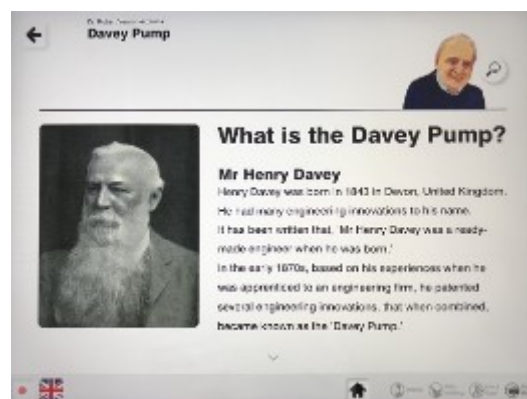 Davey Pump
What is the Davey Pump?
Mr Henry Davey
Henry Davey was born in 1843 in Devon, United Kingdom.
He had many engineering innovations to his name.
It has been written that, 'Mr Henry Davey was a ready-
made engineer when he was born.'
In the early 1870s, based on his experiences when he
was apprenticed to an engineering firm, he patented
several engineering innovations, that when combined,
became known as the 'Davey Pump.'